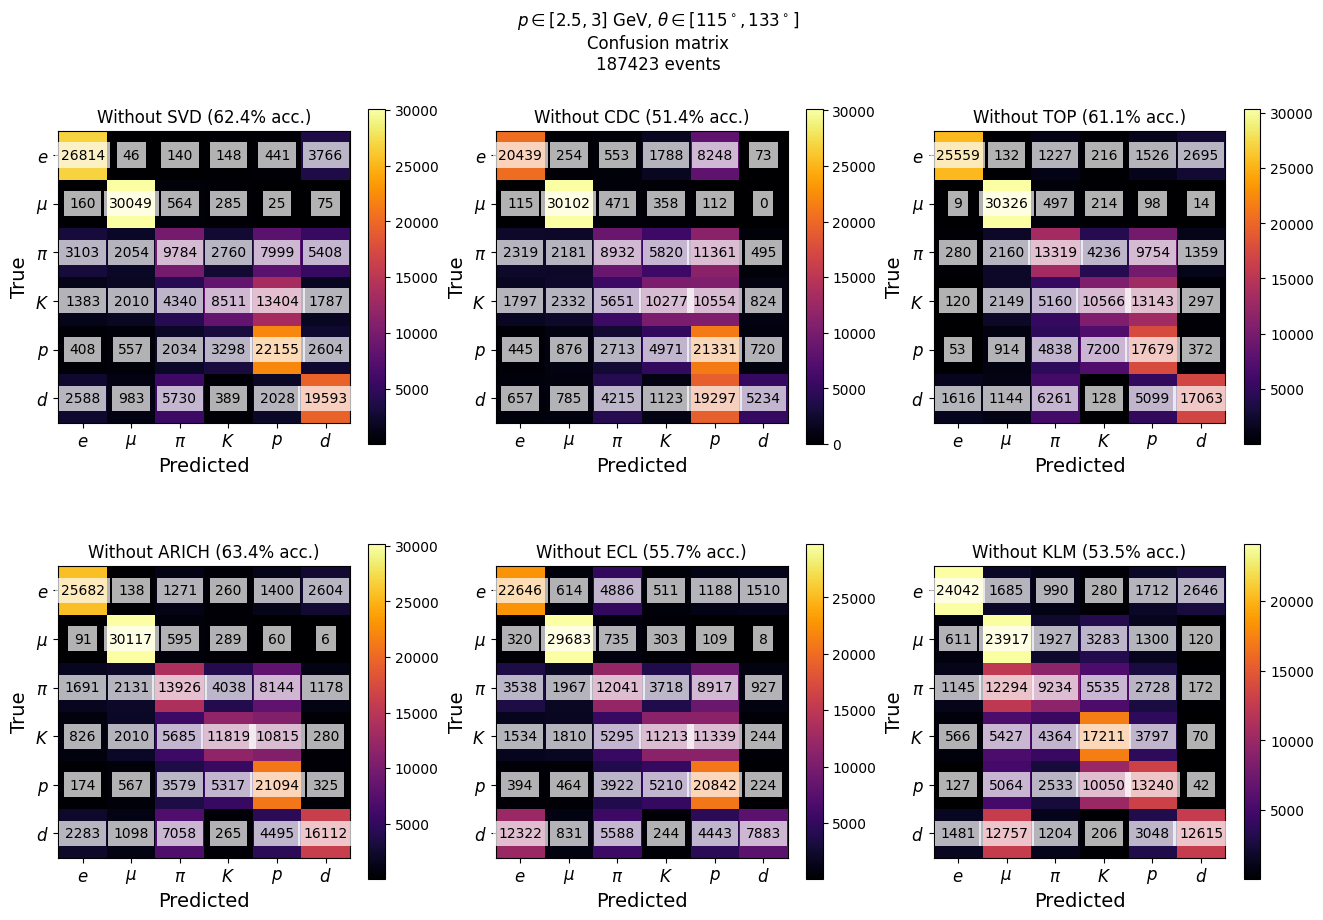 p ∈ [2.5, 3] GeV, θ ∈ [115°, 133°]
Confusion matrix
187423 events
Without SVD (62.4% acc.)
e 26814 46 140 148 441 3766
μ 160 30049 564 285 25 75
π 3103 2054 9784 2760 7999 5408
K 1383 2010 4340 8511 13404 1787
p 408 557 2034 3298 22155 2604
d 2588 983 5730 389 2028 19593
e μ π K p d
Predicted
True
30000
25000
20000
15000
10000
5000
Without CDC (51.4% acc.)
e 20439 254 553 1788 8248 73
μ 115 30102 471 358 112 0
π 2319 2181 8932 5820 11361 495
K 1797 2332 5651 10277 10554 824
p 445 876 2713 4971 21331 720
d 657 785 4215 1123 19297 5234
e μ π K p d
Predicted
True
30000
25000
20000
15000
10000
5000
0
Without TOP (61.1% acc.)
e 25559 132 1227 216 1526 2695
μ 9 30326 497 214 98 14
π 280 2160 13319 4236 9754 1359
K 120 2149 5160 10566 13143 297
p 53 914 4838 7200 17679 372
d 1616 1144 6261 128 5099 17063
e μ π K p d
Predicted
True
30000
25000
20000
15000
10000
5000
Without ARICH (63.4% acc.)
e 25682 138 1271 260 1400 2604
μ 91 30117 595 289 60 6
π 1691 2131 13926 4038 8144 1178
K 826 2010 5685 11819 10815 280
p 174 567 3579 5317 21094 325
d 2283 1098 7058 265 4495 16112
e μ π K p d
Predicted
True
30000
25000
20000
15000
10000
5000
Without ECL (55.7% acc.)
e 22646 614 4886 511 1188 1510
μ 320 29683 735 303 109 8
π 3538 1967 12041 3718 8917 927
K 1534 1810 5295 11213 11339 244
p 394 464 3922 5210 20842 224
d 12322 831 5588 244 4443 7883
e μ π K p d
Predicted
True
25000
20000
15000
10000
5000
Without KLM (53.5% acc.)
e 24042 1685 990 280 1712 2646
μ 611 23917 1927 3283 1300 120
π 1145 12294 9234 5535 2728 172
K 566 5427 4364 17211 3797 70
p 127 5064 2533 10050 13240 42
d 1481 12757 1204 206 3048 12615
e μ π K p d
Predicted
True
20000
15000
10000
5000